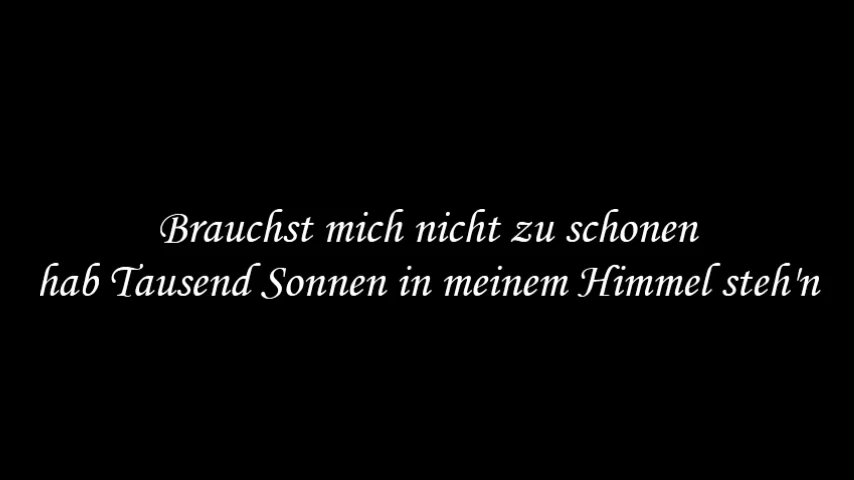 Brauchst mich nicht zu schonen
hab Tausend Sonnen in meinem Himmel steh'n